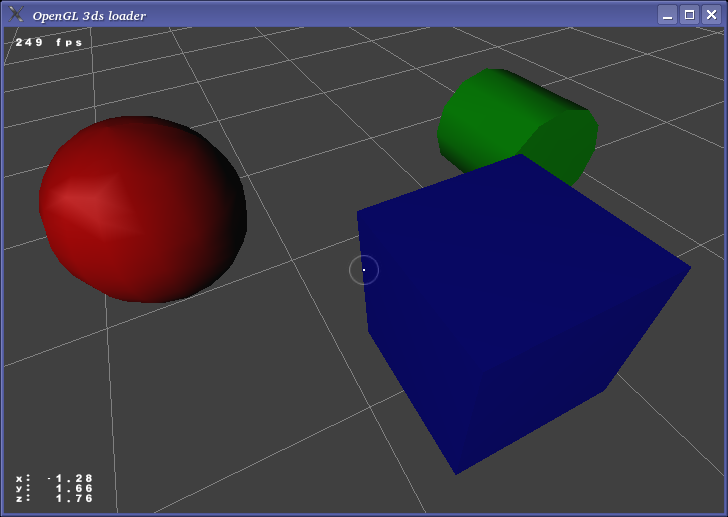 OpenGL 3ds loader
249 fps
x: -1.28
y: 1.66
z: 1.76